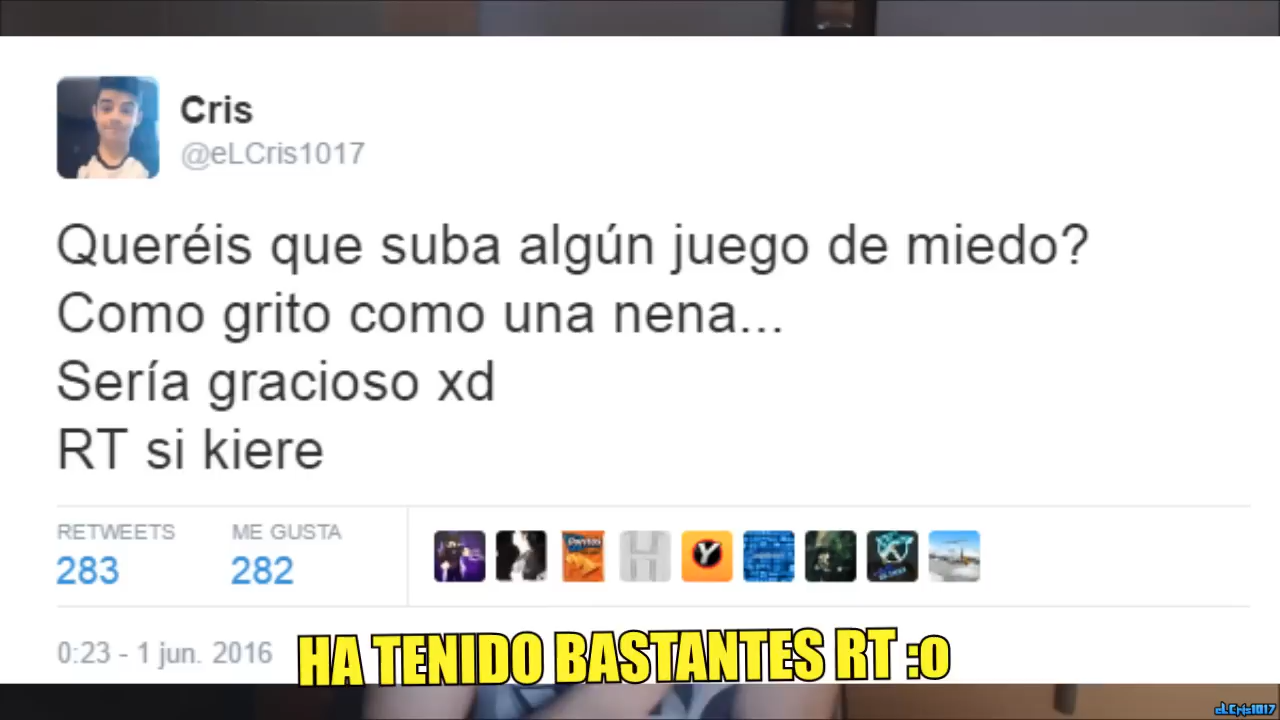 Cris
@eLCris1017
Queréis que suba algún juego de miedo?
Como grito como una nena...
Sería gracioso xd
RT si kiere
RETWEETS
ME GUSTA
283
282
H
Y
0:23 - 1 jun. 2016
HA TENIDO BASTANTES RT :o
eLCris1017